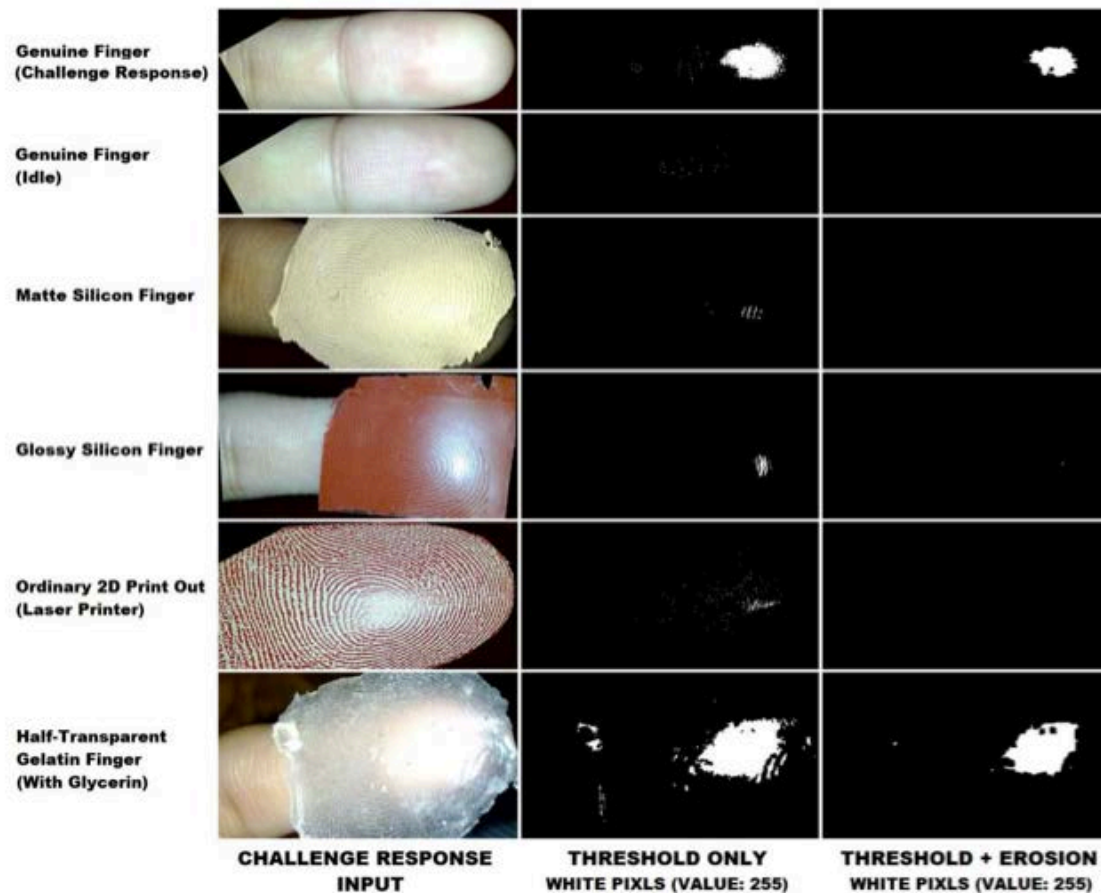 Genuine Finger
(Challenge Response)
Genuine Finger
(Idle)
Matte Silicon Finger
Glossy Silicon Finger
Ordinary 2D Print Out
(Laser Printer)
Half-Transparent
Gelatin Finger
(With Glycerin)
CHALLENGE RESPONSE
INPUT
THRESHOLD ONLY
WHITE PIXLS (VALUE: 255)
THRESHOLD + EROSION
WHITE PIXLS (VALUE: 255)